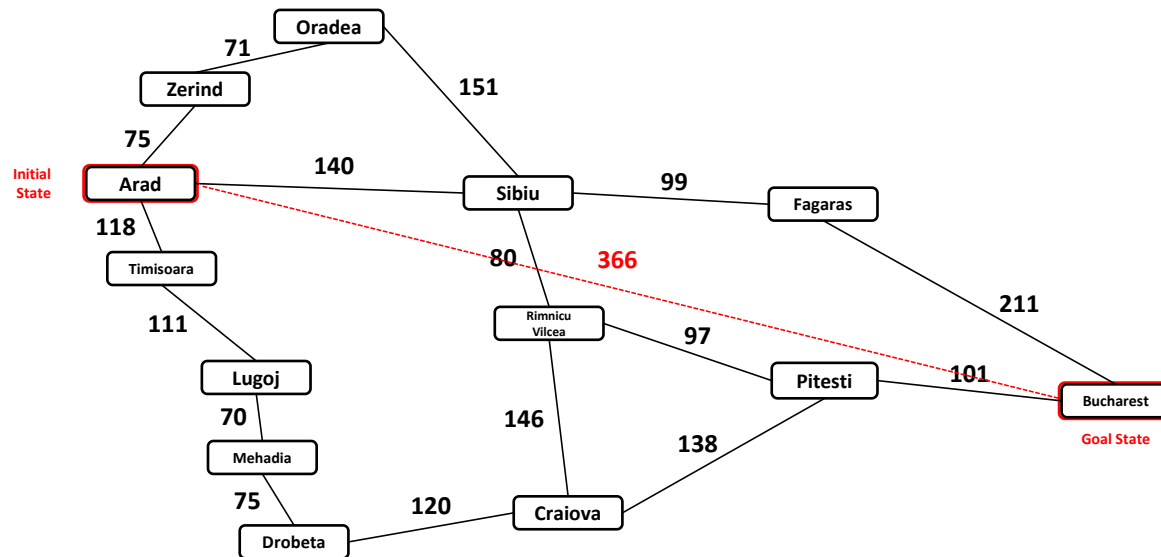 Oradea
71
Zerind
151
75
Initial
State
Arad
140
Sibiu
99
Fagaras
118
Timisoara
80
366
111
Rimnicu
Vilcea
97
211
Lugoj
Pitesti
101
Bucharest
70
146
138
Goal State
Mehadia
75
120
Craiova
Drobeta